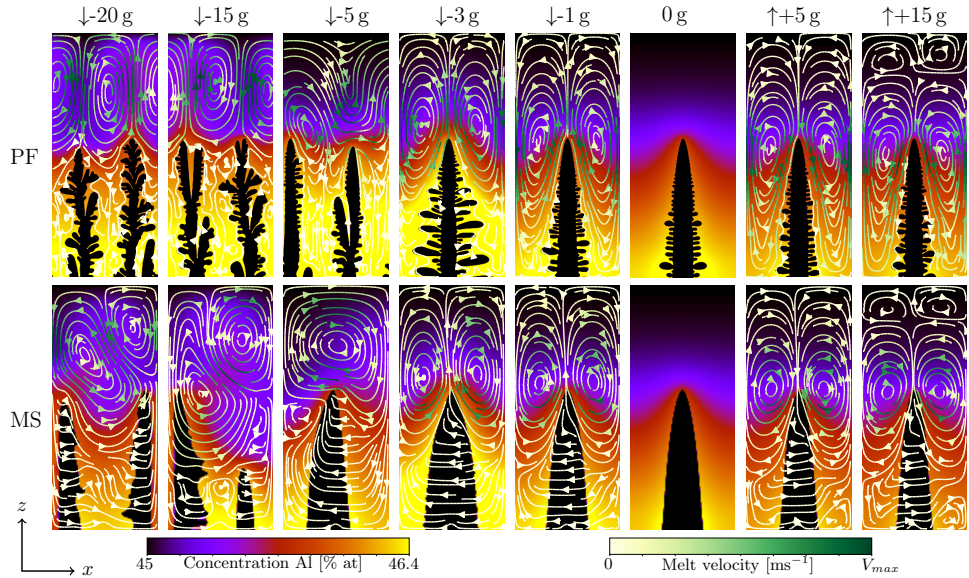 ↓-20 g ↓-15 g ↓-5 g ↓-3 g ↓-1 g 0 g ↑+5 g ↑+15 g
PF
MS
z
x
45 Concentration Al [% at] 46.4
0 Melt velocity [ms⁻¹] Vmax